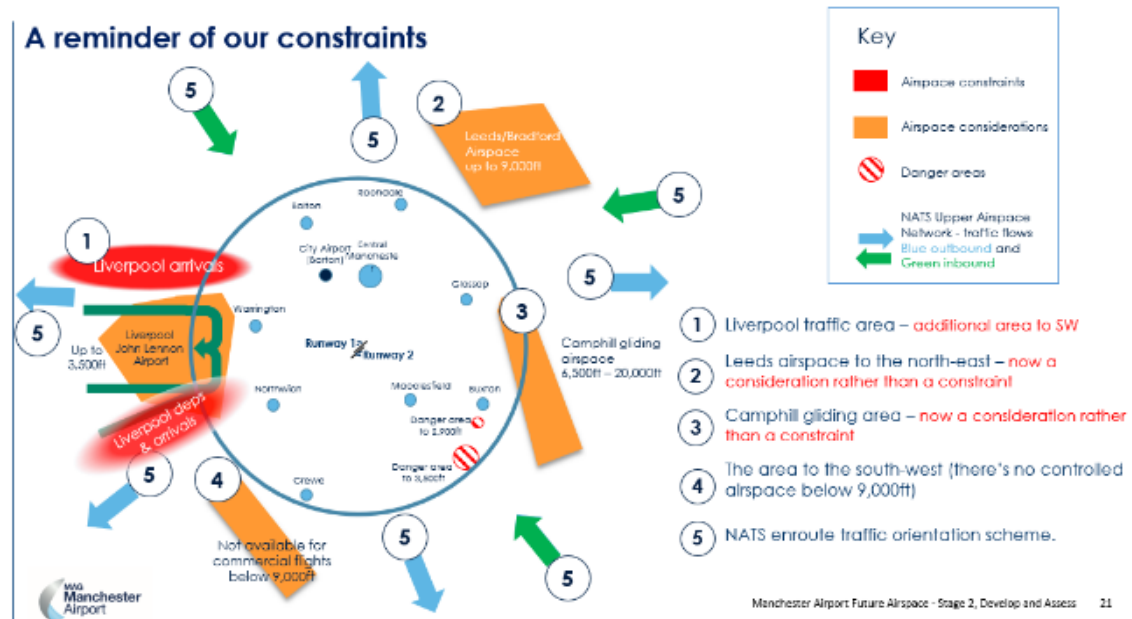 A reminder of our constraints
Key
Airspace constraints
Airspace considerations
Danger areas
NATS Upper Airspace
Network - traffic flows
Blue outbound and
Green inbound
5
5
2
Leeds/Bradford
Airspace
up to 9,000ft
5
1
Liverpool arrivals
Bolton
City Airport
(Barton)
Central
Mancheste
Glossop
5
5
Up to
3,500ft
Liverpool
John Lennon
Airport
Warrington
Runway 1
Runway 2
3
Camphill gliding
airspace
6,500ft – 20,000ft
Northwich
Macclesfield
Buxton
Danger area
to 2,900ft
Danger area
Liverpool deps
& arrivals
5
4
Crewe
Not available for
commercial flights
below 9,000ft
5
5
1 Liverpool traffic area – additional area to SW
2 Leeds airspace to the north-east – now a
consideration rather than a constraint
3 Camphill gliding area – now a consideration rather
than a constraint
4 The area to the south-west (there's no controlled
airspace below 9,000ft)
5 NATS enroute traffic orientation scheme.
MAG
Manchester
Airport
Manchester Airport Future Airspace - Stage 2, Develop and Assess 21